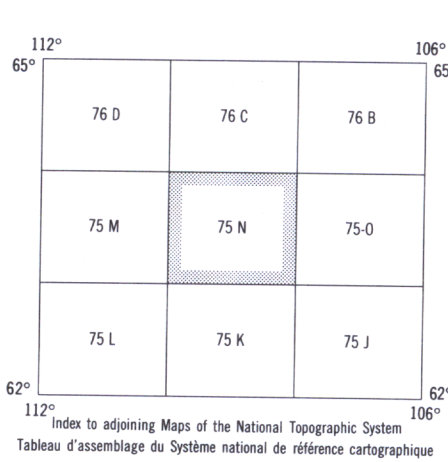 112° 106°
65° 65
76 D 76 C 76 B
75 M 75 N 75-O
75 L 75 K 75 J
62° 62°
112° 106°
Index to adjoining Maps of the National Topographic System
Tableau d'assemblage du Système national de référence cartographique